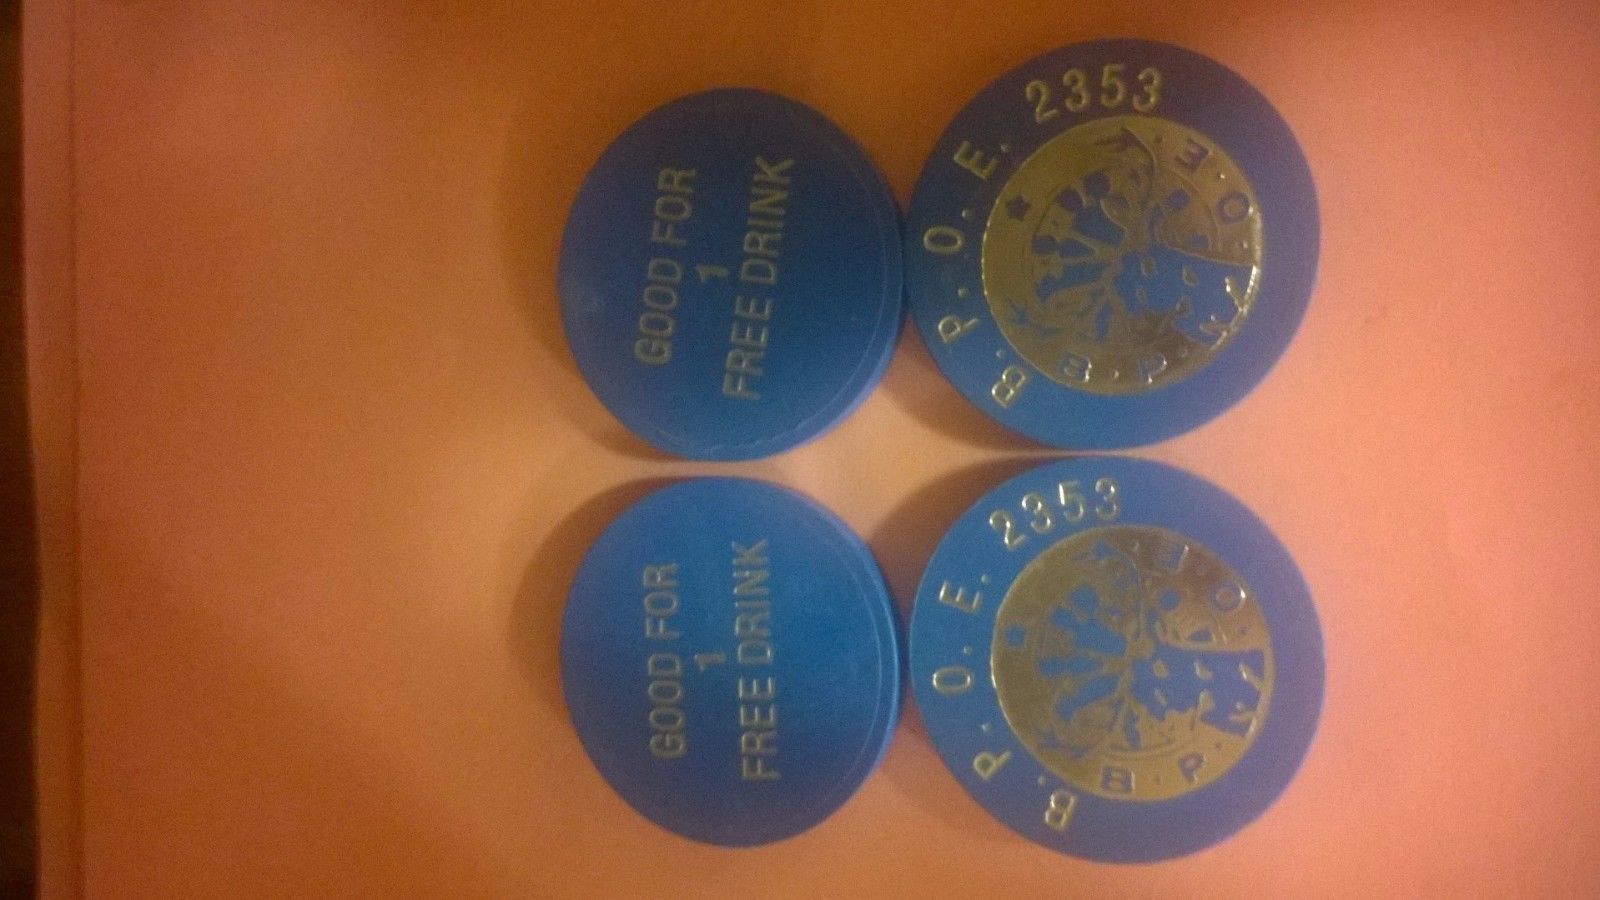 B. P. O. E. 2353
B. P. O. E.
GOOD FOR
1
FREE DRINK
B. P. O. E. 2353
B. P. O. E.
GOOD FOR
1
FREE DRINK